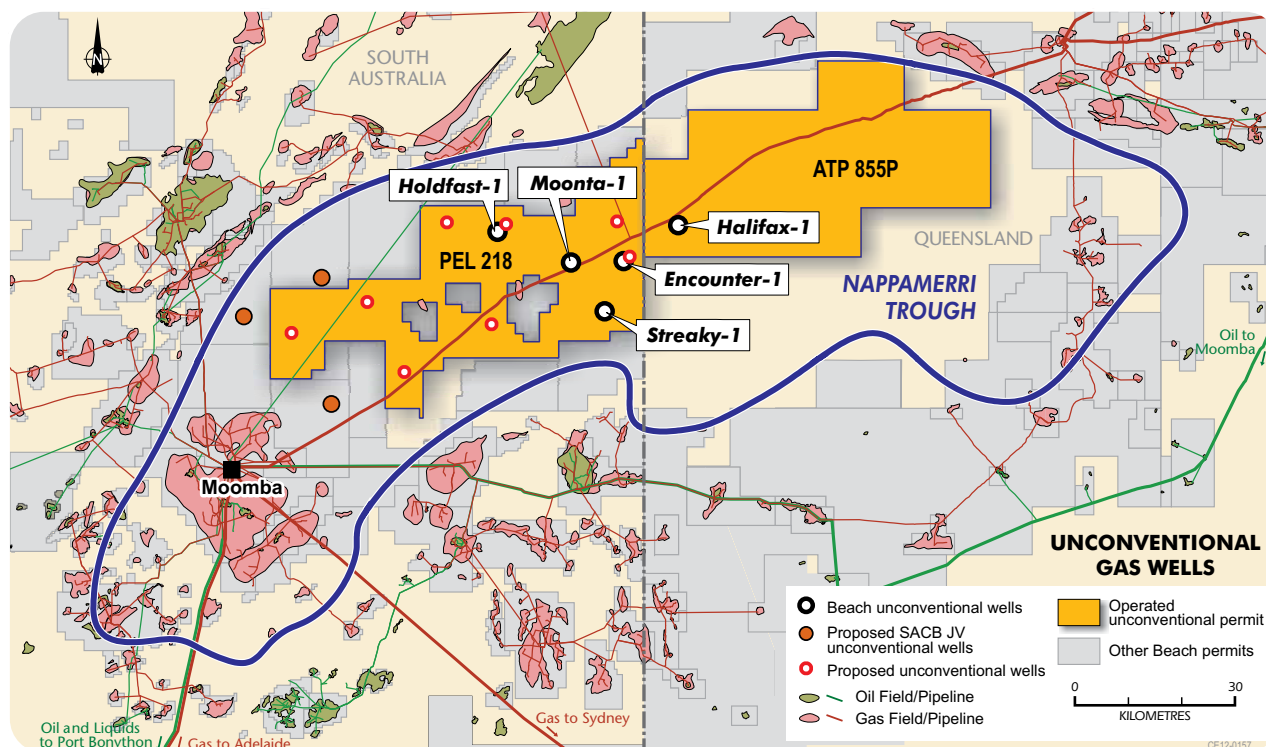 N
SOUTH
AUSTRALIA
Holdfast-1
Moonta-1
ATP 855P
Halifax-1
QUEENSLAND
PEL 218
Encounter-1
NAPPAMERRI
TROUGH
Streaky-1
Oil to
Moomba
Moomba
UNCONVENTIONAL
GAS WELLS
Beach unconventional wells
Proposed SACB JV
unconventional wells
Proposed unconventional wells
Oil Field/Pipeline
Gas Field/Pipeline
Operated
unconventional permit
Other Beach permits
0 30
KILOMETRES
Oil and Liquids
to Port Bonython
Gas to Adelaide
Gas to Sydney
CE12-0157